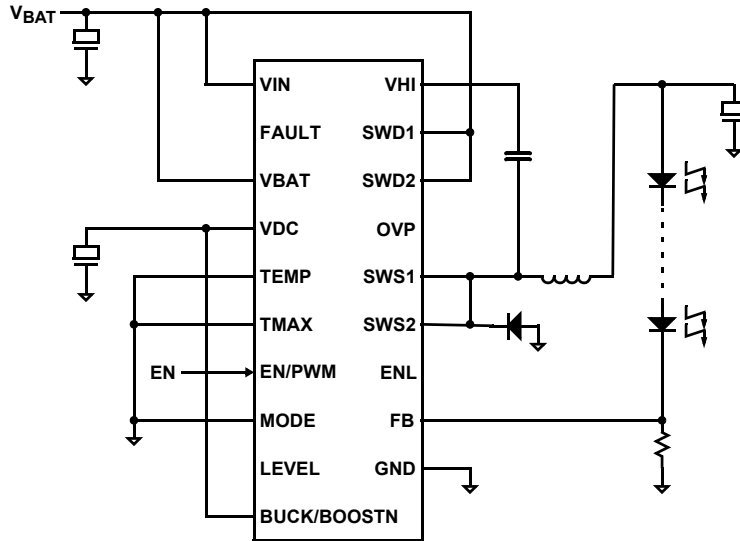 VBAT
VIN
FAULT
VBAT
VDC
TEMP
TMAX
EN
EN/PWM
MODE
LEVEL
BUCK/BOOSTN
VHI
SWD1
SWD2
OVP
SWS1
SWS2
ENL
FB
GND